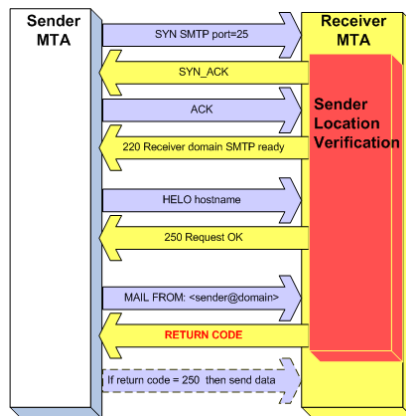 Sender
MTA
Receiver
MTA
SYN SMTP port=25
SYN_ACK
Sender
Location
Verification
ACK
220 Receiver domain SMTP ready
HELO hostname
250 Request OK
MAIL FROM: <sender@domain>
RETURN CODE
If return code = 250 then send data